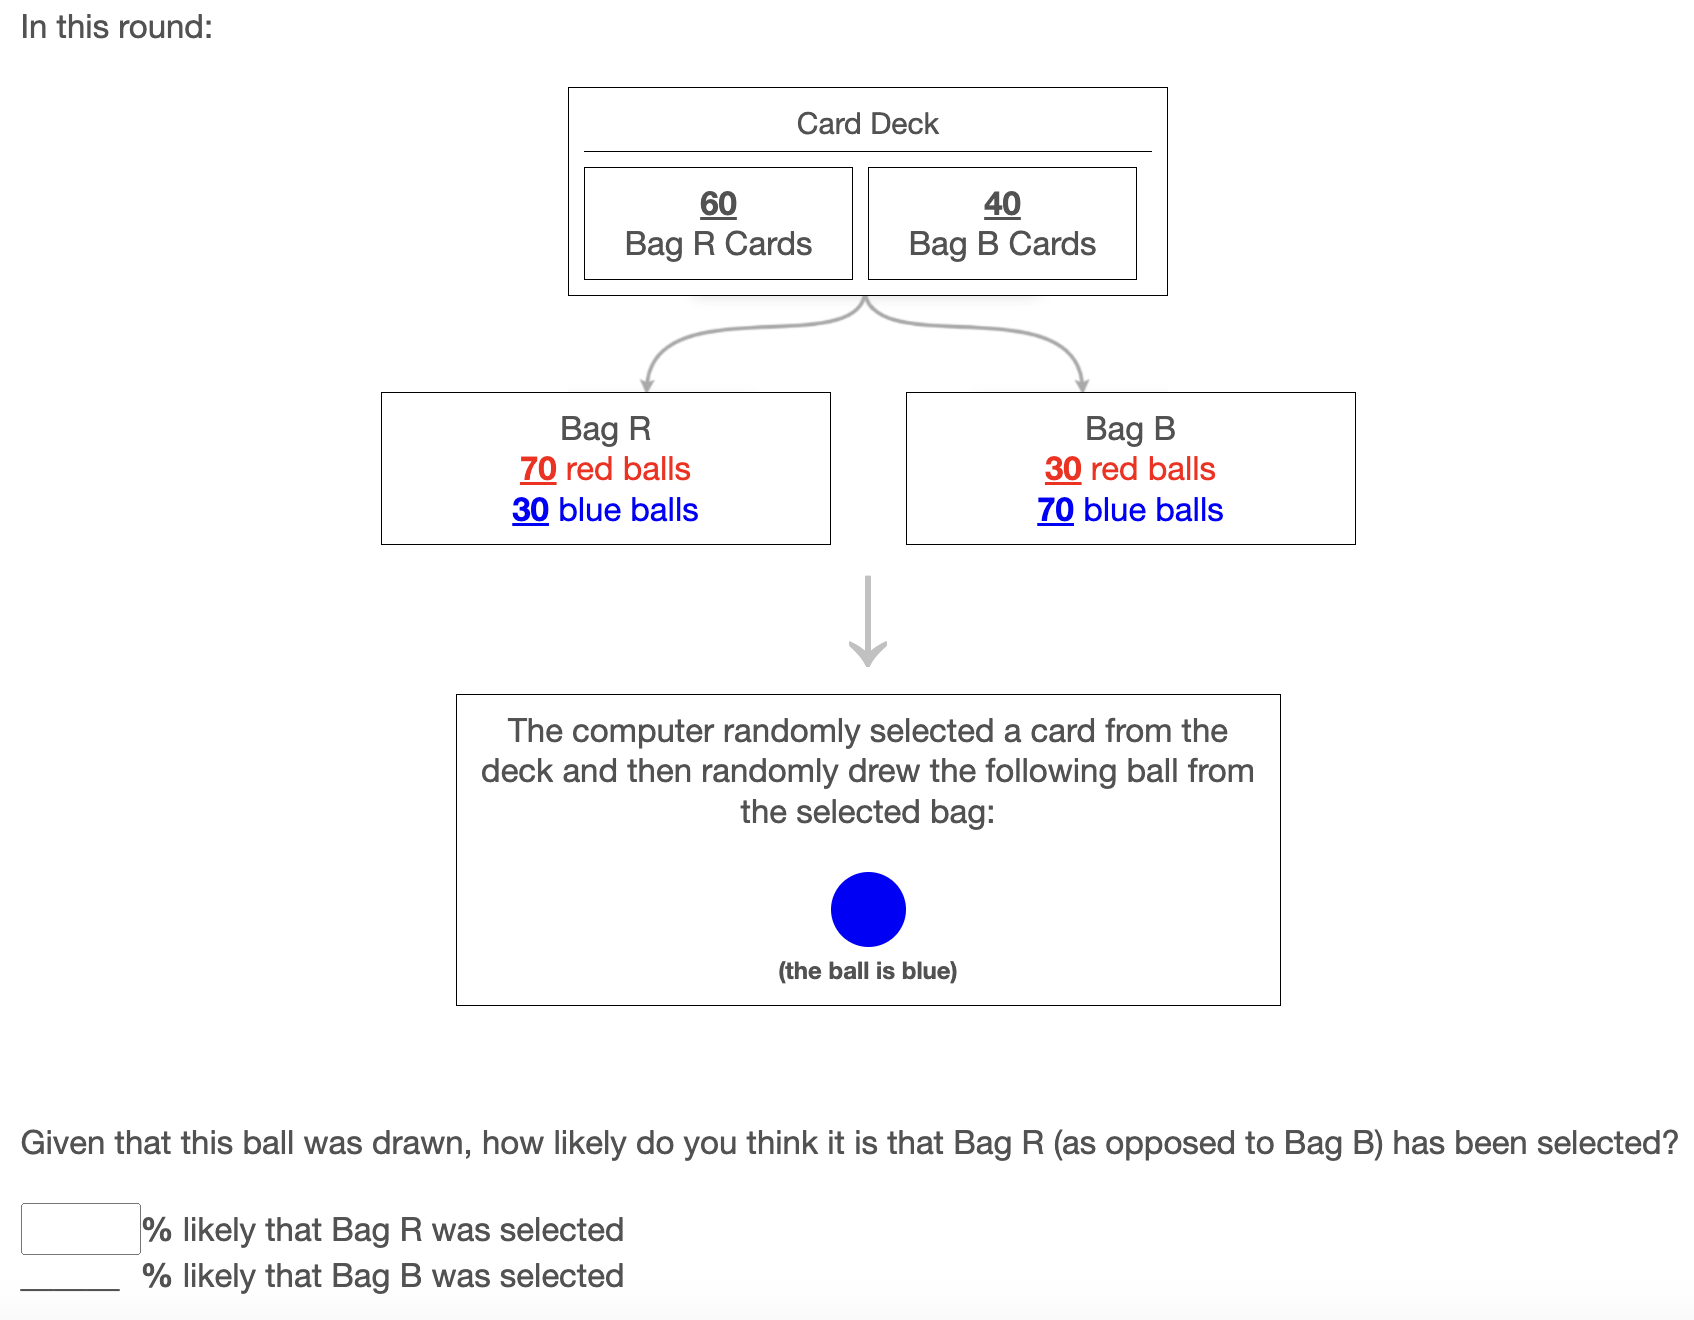 In this round:
Card Deck
60
Bag R Cards
40
Bag B Cards
Bag R
70 red balls
30 blue balls
Bag B
30 red balls
70 blue balls
The computer randomly selected a card from the
deck and then randomly drew the following ball from
the selected bag:
(the ball is blue)
Given that this ball was drawn, how likely do you think it is that Bag R (as opposed to Bag B) has been selected?
% likely that Bag R was selected
% likely that Bag B was selected